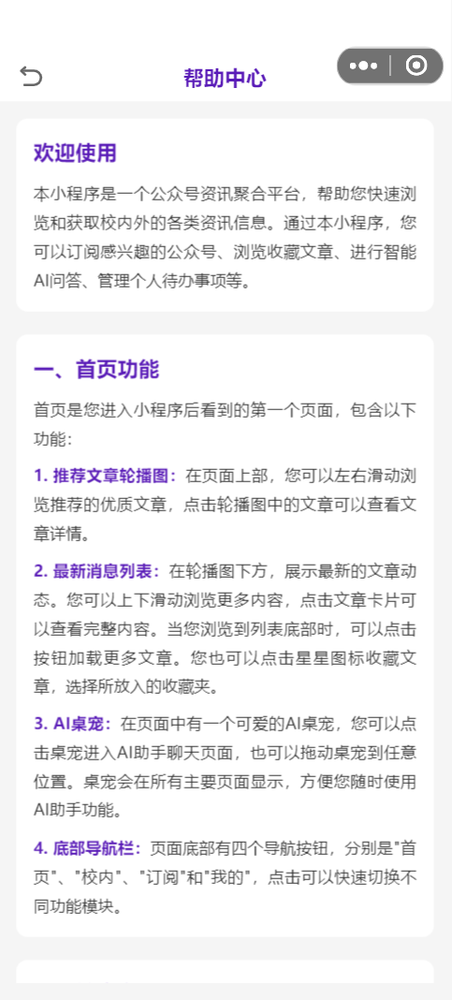 帮助中心
欢迎使用
本小程序是一个公众号资讯聚合平台，帮助您快速浏
览和获取校内外的各类资讯信息。通过本小程序，您
可以订阅感兴趣的公众号、浏览收藏文章、进行智能
AI问答、管理个人待办事项等。
一、首页功能
首页是您进入小程序后看到的第一个页面，包含以下
功能：
1. 推荐文章轮播图：在页面上部，您可以左右滑动浏
览推荐的优质文章，点击轮播图中的文章可以查看文
章详情。
2. 最新消息列表：在轮播图下方，展示最新的文章动
态。您可以上下滑动浏览更多内容，点击文章卡片可
以查看完整内容。当您浏览到列表底部时，可以点击
按钮加载更多文章。您也可以点击星星图标收藏文
章，选择所放入的收藏夹。
3. AI桌宠：在页面中有一个可爱的AI桌宠，您可以点
击桌宠进入AI助手聊天页面，也可以拖动桌宠到任意
位置。桌宠会在所有主要页面显示，方便您随时使用
AI助手功能。
4. 底部导航栏：页面底部有四个导航按钮，分别是"首
页"、"校内"、"订阅"和"我的"，点击可以快速切换不
同功能模块。